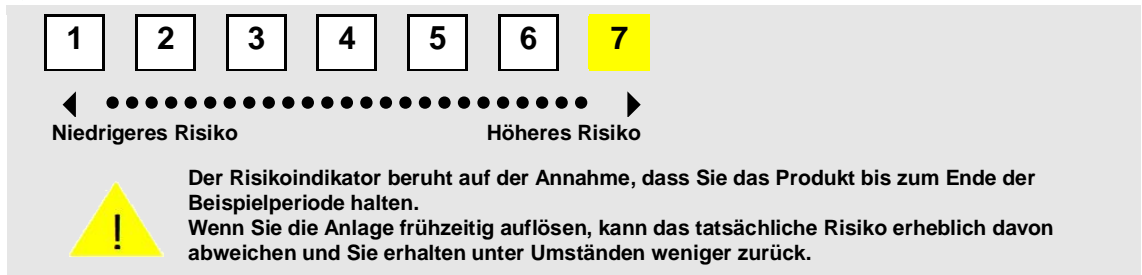 1 2 3 4 5 6 7
Niedrigeres Risiko Höheres Risiko
Der Risikoindikator beruht auf der Annahme, dass Sie das Produkt bis zum Ende der
Beispielperiode halten.
Wenn Sie die Anlage frühzeitig auflösen, kann das tatsächliche Risiko erheblich davon
abweichen und Sie erhalten unter Umständen weniger zurück.
!